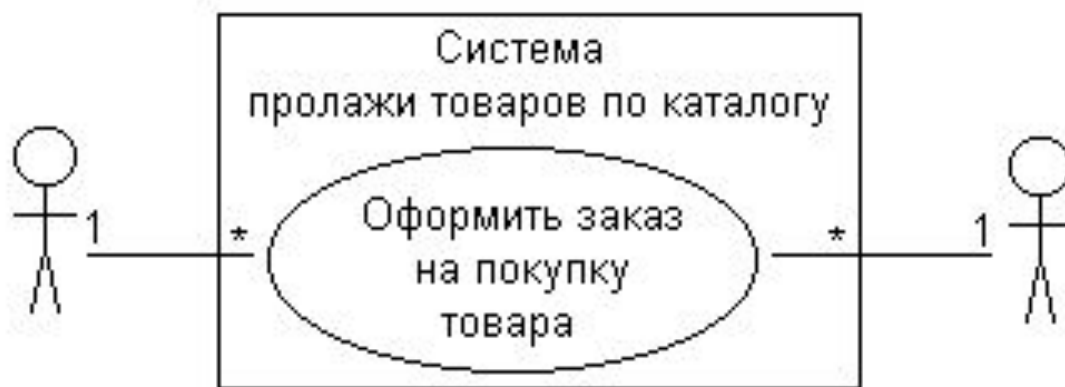 Система
пролажи товаров по каталогу
1
*
Оформить заказ
на покупку
товара
*
1